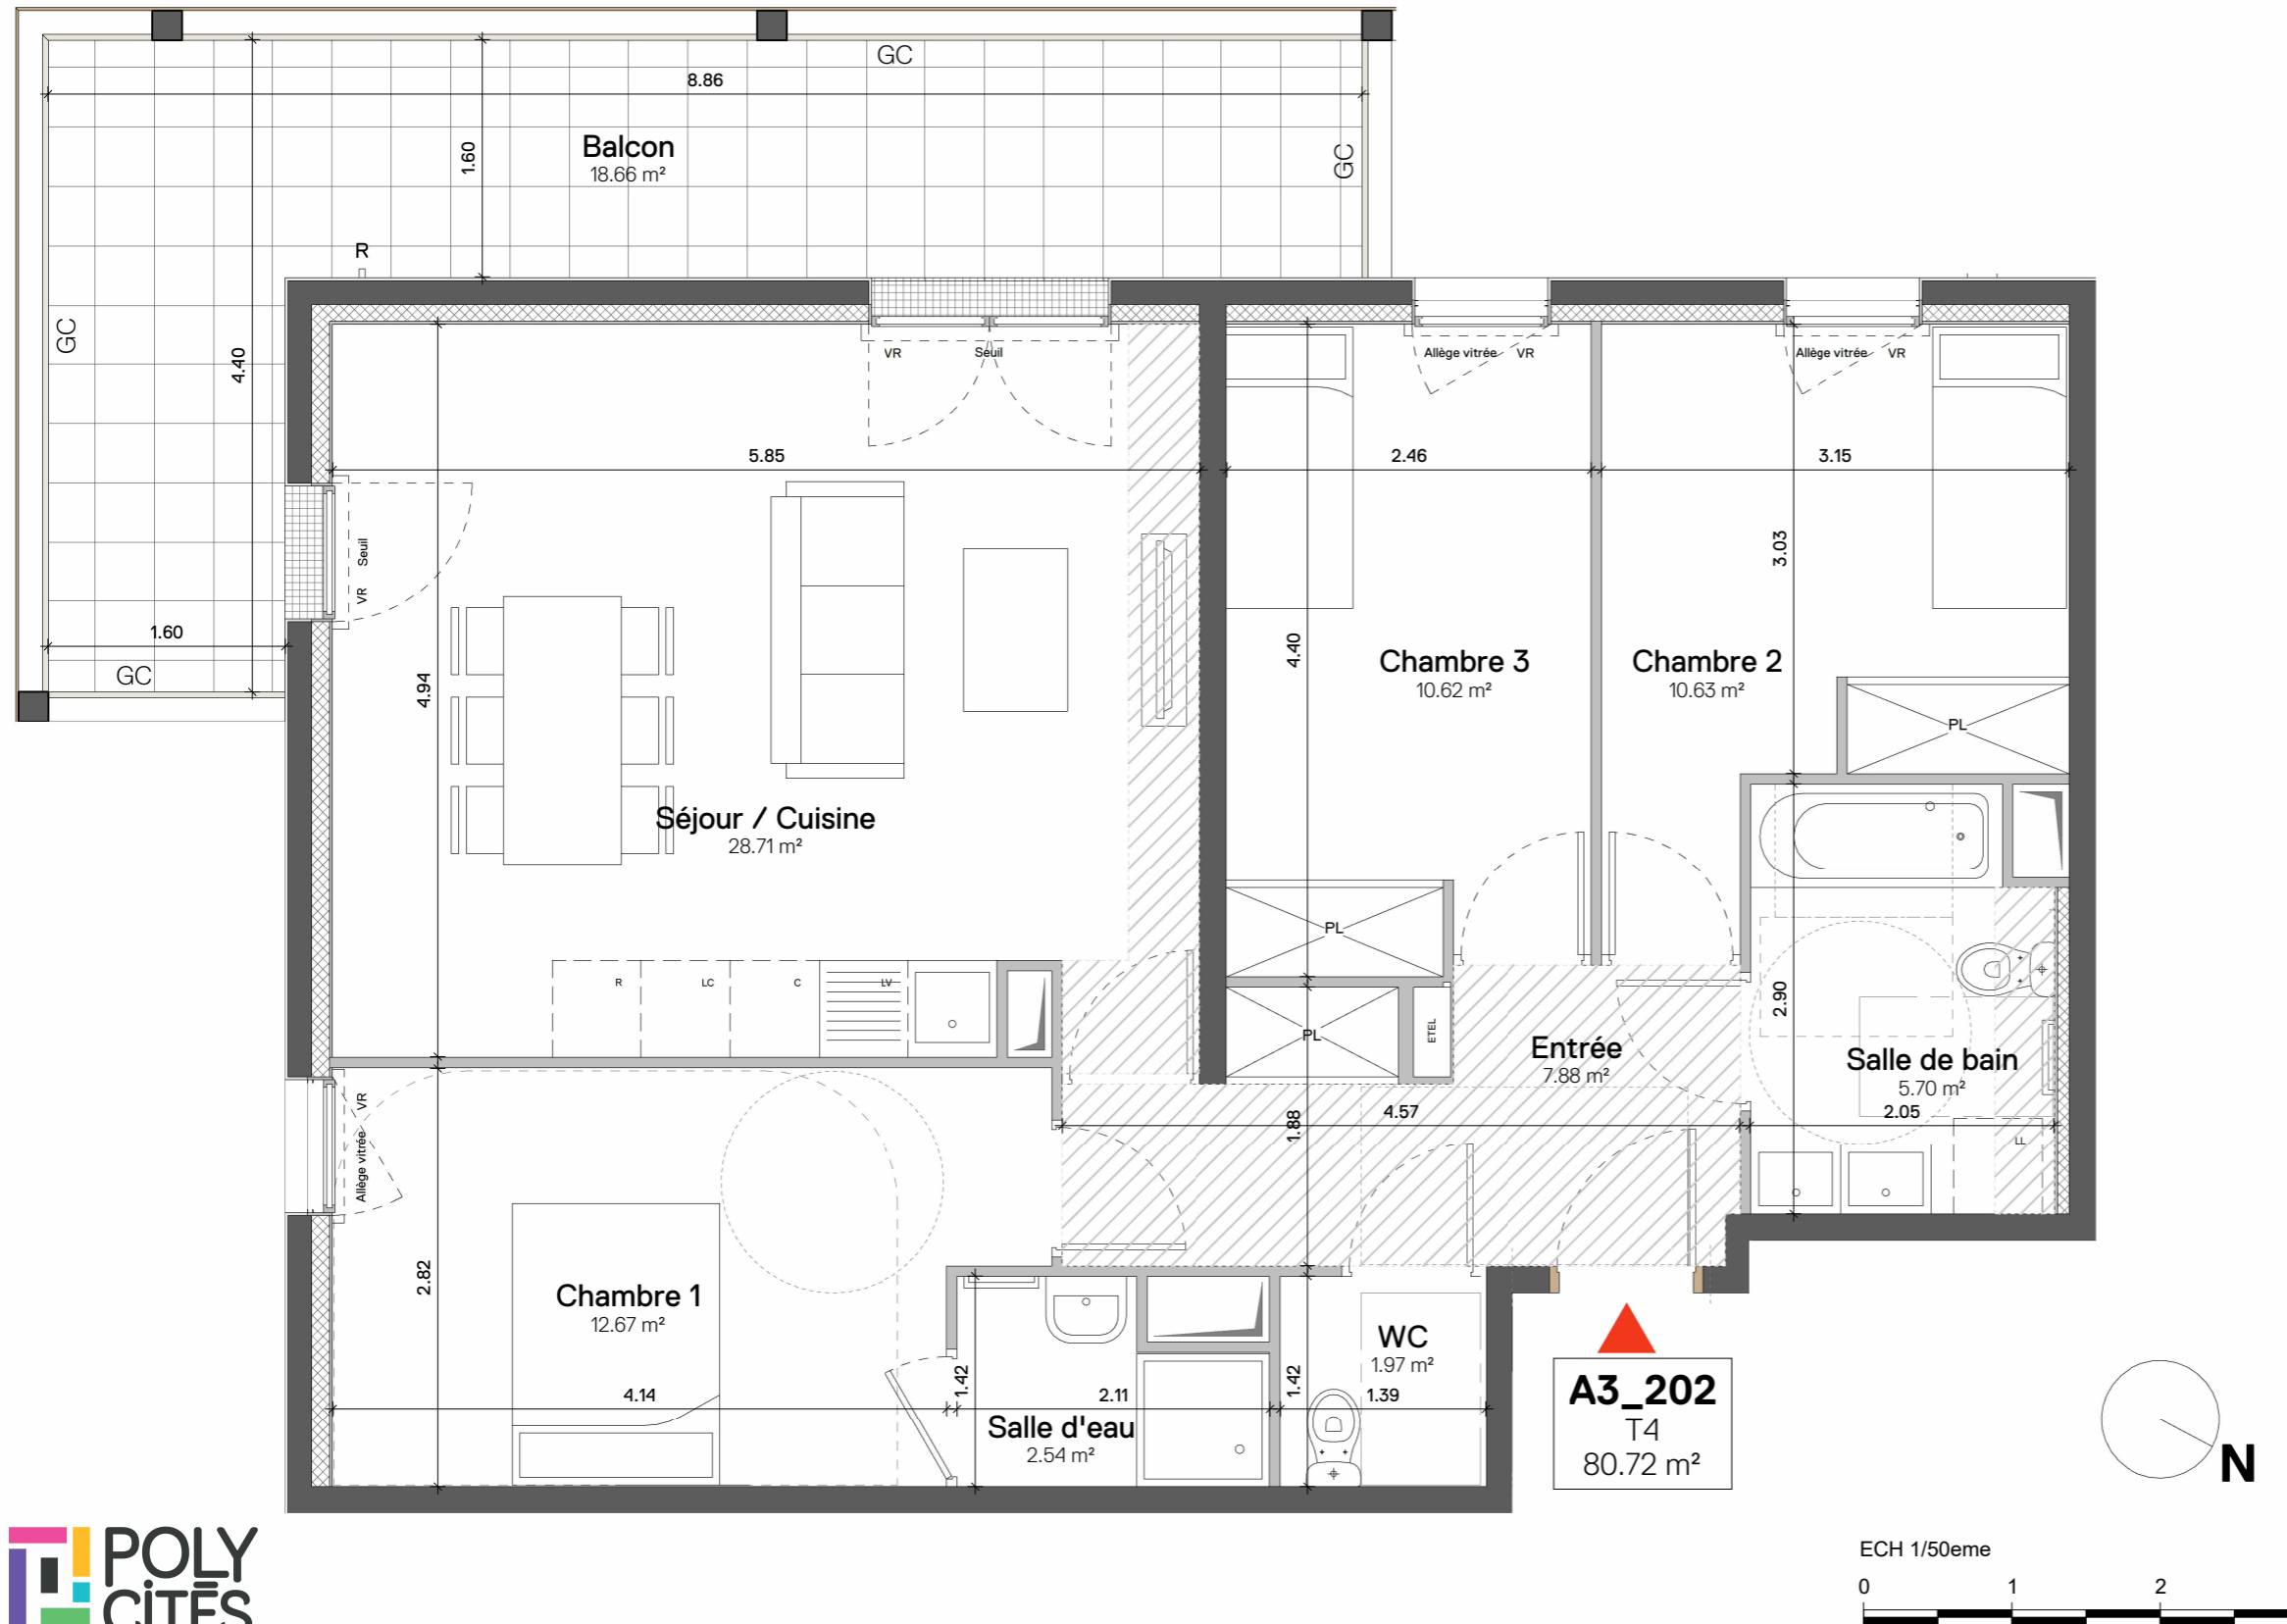 GC
8.86
Balcon
18.66 m²
1.60
GC
R
GC
4.40
VR
Seuil
Allège vitrée
VR
Allège vitrée
VR
5.85
2.46
3.15
Seuil
VR
3.03
1.60
GC
4.94
4.40
Chambre 3
10.62 m²
Chambre 2
10.63 m²
PL
Séjour / Cuisine
28.71 m²
PL
R
LC
C
LV
PL
ETEL
2.90
Entrée
7.88 m²
Salle de bain
5.70 m²
2.05
4.57
1.88
LL
VR
Allège vitrée
2.82
Chambre 1
12.67 m²
4.14
1.42
2.11
Salle d'eau
2.54 m²
1.42
WC
1.97 m²
1.39
A3_202
T4
80.72 m²
N
POLY
CITĒS
ECH 1/50eme
0
1
2